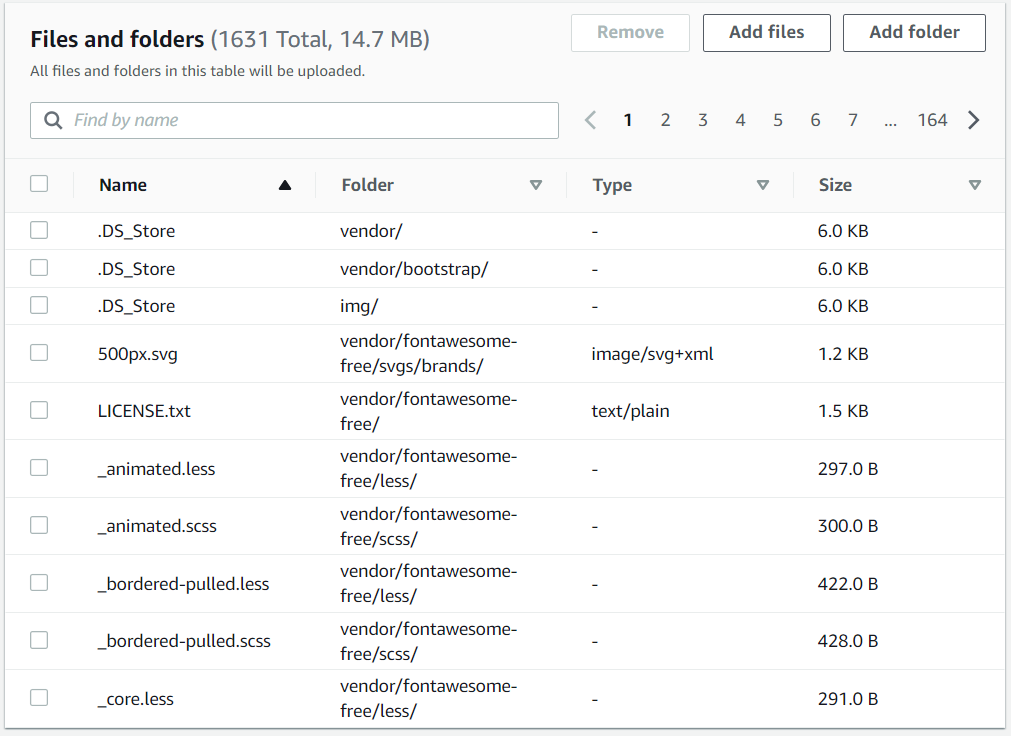 Files and folders (1631 Total, 14.7 MB)
Remove
Add files
Add folder
All files and folders in this table will be uploaded.
Find by name
1 2 3 4 5 6 7 ... 164
Name Folder Type Size
.DS_Store vendor/ - 6.0 KB
.DS_Store vendor/bootstrap/ - 6.0 KB
.DS_Store img/ - 6.0 KB
500px.svg vendor/fontawesome- image/svg+xml 1.2 KB
free/svgs/brands/
LICENSE.txt vendor/fontawesome- text/plain 1.5 KB
free/
_animated.less vendor/fontawesome- - 297.0 B
free/less/
_animated.scss vendor/fontawesome- - 300.0 B
free/scss/
_bordered-pulled.less vendor/fontawesome- - 422.0 B
free/less/
_bordered-pulled.scss vendor/fontawesome- - 428.0 B
free/scss/
_core.less vendor/fontawesome- - 291.0 B
free/less/